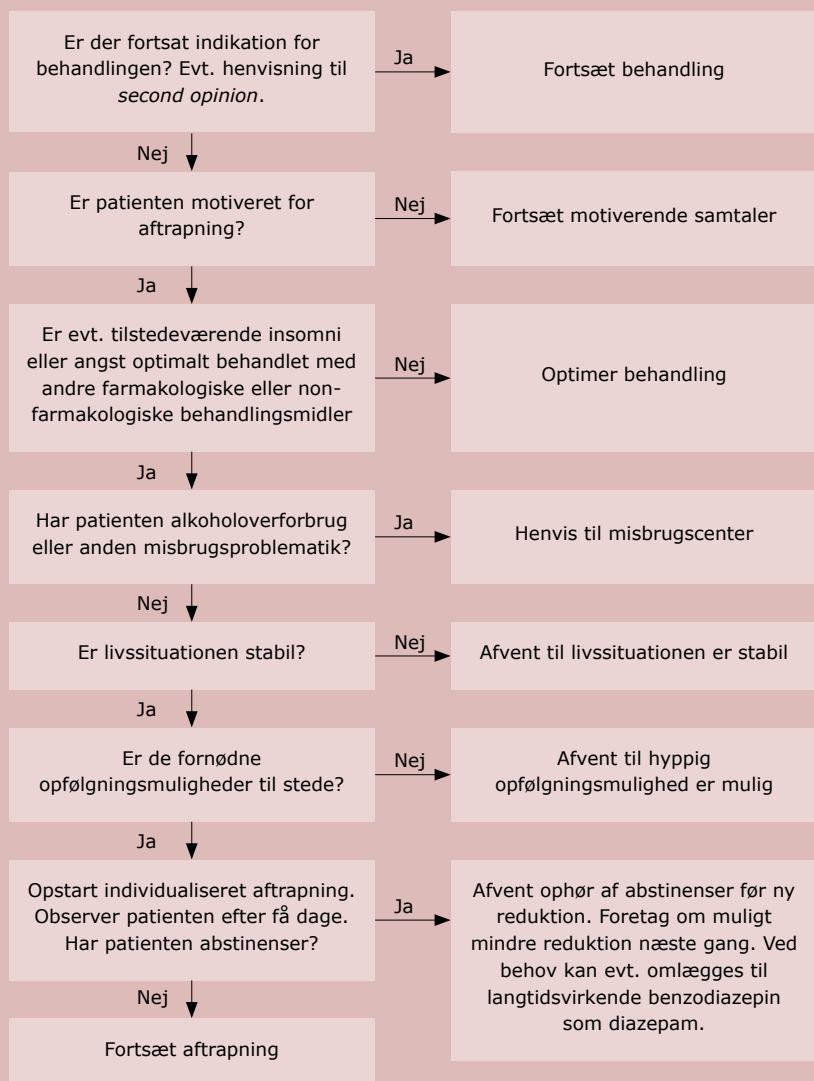 Er der fortsat indikation for
behandlingen? Evt. henvisning til
second opinion.
Ja
Fortsæt behandling
Nej
Er patienten motiveret for
aftrapning?
Nej
Fortsæt motiverende samtaler
Ja
Er evt. tilstedeværende insomni
eller angst optimalt behandlet med
andre farmakologiske eller non-
farmakologiske behandlingsmidler
Nej
Optimer behandling
Ja
Har patienten alkoholoverforbrug
eller anden misbrugsproblematik?
Ja
Henvis til misbrugscenter
Nej
Er livssituationen stabil?
Nej
Afvent til livssituationen er stabil
Ja
Er de fornødne
opfølgningsmuligheder til stede?
Nej
Afvent til hyppig
opfølgningsmulighed er mulig
Ja
Opstart individualiseret aftrapning.
Observer patienten efter få dage.
Har patienten abstinenser?
Ja
Afvent ophør af abstinenser før ny
reduktion. Foretag om muligt
mindre reduktion næste gang. Ved
behov kan evt. omlægges til
langtidsvirkende benzodiazepin
som diazepam.
Nej
Fortsæt aftrapning